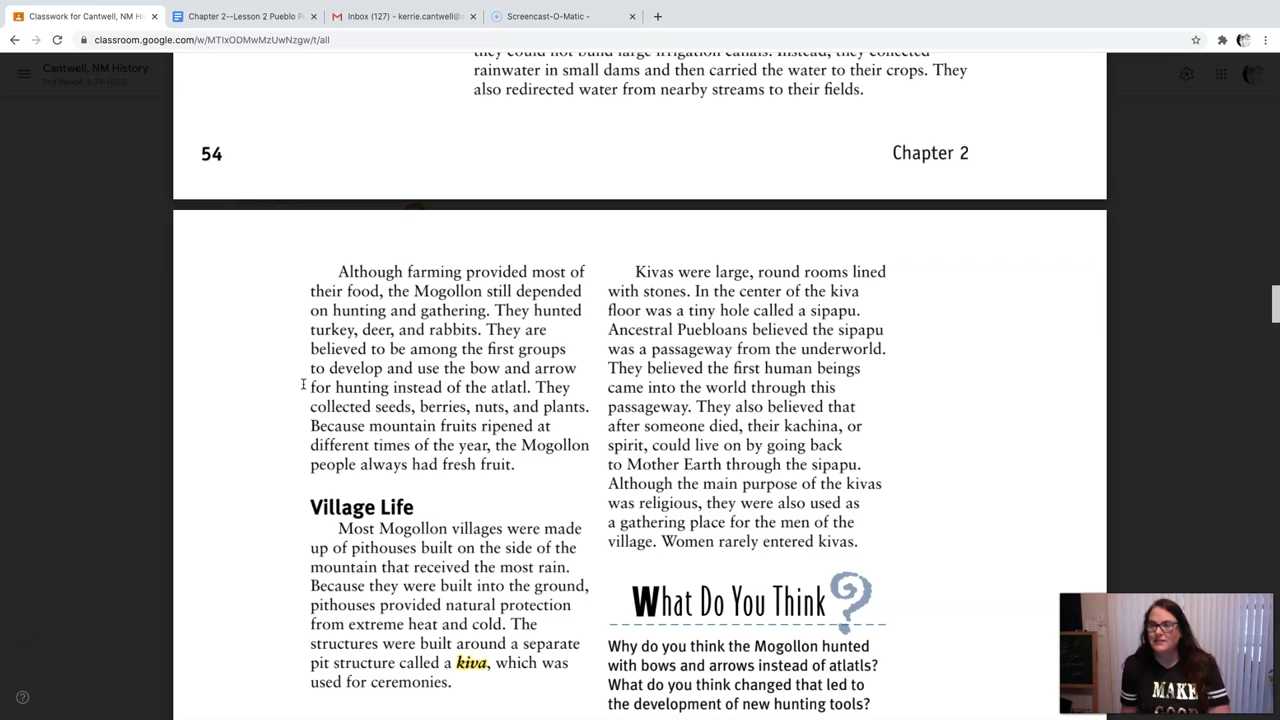 Classwork for Cantwell, NM Hi
Chapter 2--Lesson 2 Pueblo P
Inbox (127) - kerrie.cantwell@
Screencast-O-Matic -
classroom.google.com/w/MTIxODMwMzUwNzgw/t/all
Cantwell, NM History
they could not build large irrigation canals. Instead, they collected
rainwater in small dams and then carried the water to their crops. They
also redirected water from nearby streams to their fields.
54
Chapter 2
Although farming provided most of
their food, the Mogollon still depended
on hunting and gathering. They hunted
turkey, deer, and rabbits. They are
believed to be among the first groups
to develop and use the bow and arrow
for hunting instead of the atlatl. They
collected seeds, berries, nuts, and plants.
Because mountain fruits ripened at
different times of the year, the Mogollon
people always had fresh fruit.
Village Life
Most Mogollon villages were made
up of pithouses built on the side of the
mountain that received the most rain.
Because they were built into the ground,
pithouses provided natural protection
from extreme heat and cold. The
structures were built around a separate
pit structure called a kiva, which was
used for ceremonies.
Kivas were large, round rooms lined
with stones. In the center of the kiva
floor was a tiny hole called a sipapu.
Ancestral Puebloans believed the sipapu
was a passageway from the underworld.
They believed the first human beings
came into the world through this
passageway. They also believed that
after someone died, their kachina, or
spirit, could live on by going back
to Mother Earth through the sipapu.
Although the main purpose of the kivas
was religious, they were also used as
a gathering place for the men of the
village. Women rarely entered kivas.
What Do You Think ?
Why do you think the Mogollon hunted
with bows and arrows instead of atlatls?
What do you think changed that led to
the development of new hunting tools?
MAKE